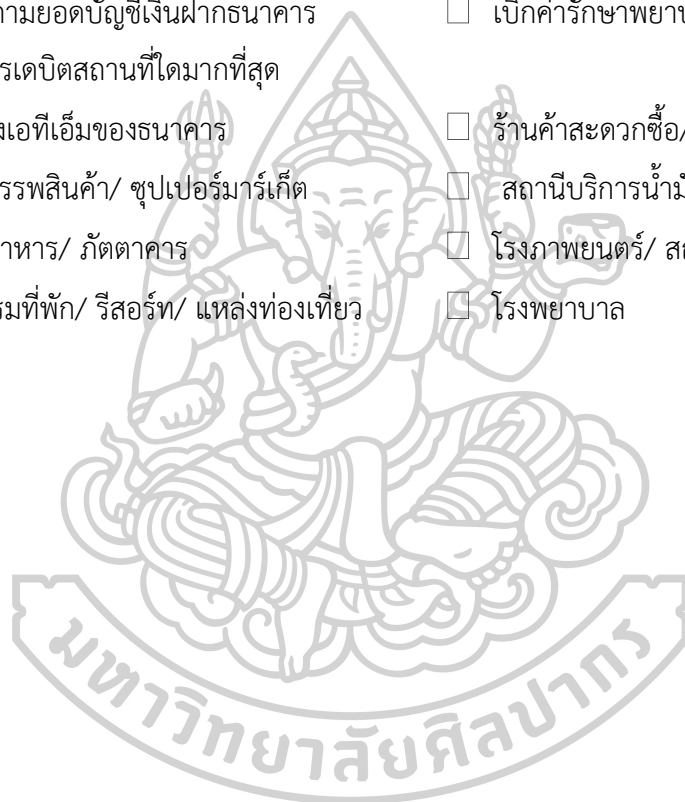 ถามยอดบัญชีเงินฝากธนาคาร ☐ เบิกค่ารักษาพยาบ
รเดบิตสถานที่ใดมากที่สุด
งเอทีเอ็มของธนาคาร ☐ ร้านค้าสะดวกซื้อ/
รรพสินค้า/ ซุปเปอร์มาร์เก็ต ☐ สถานีบริการน้ำมั
าหาร/ ภัตตาคาร ☐ โรงภาพยนตร์/ สถ
รมที่พัก/ รีสอร์ท/ แหล่งท่องเที่ยว ☐ โรงพยาบาล
มหาวิทยาลัยศิลปากร